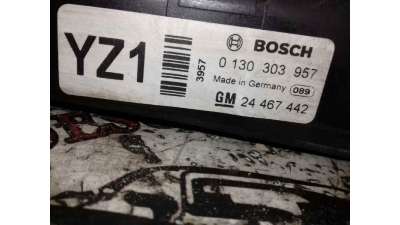 YZ1
3957
BOSCH
0 130 303 957
Made in Germany 089
GM 24 467 442